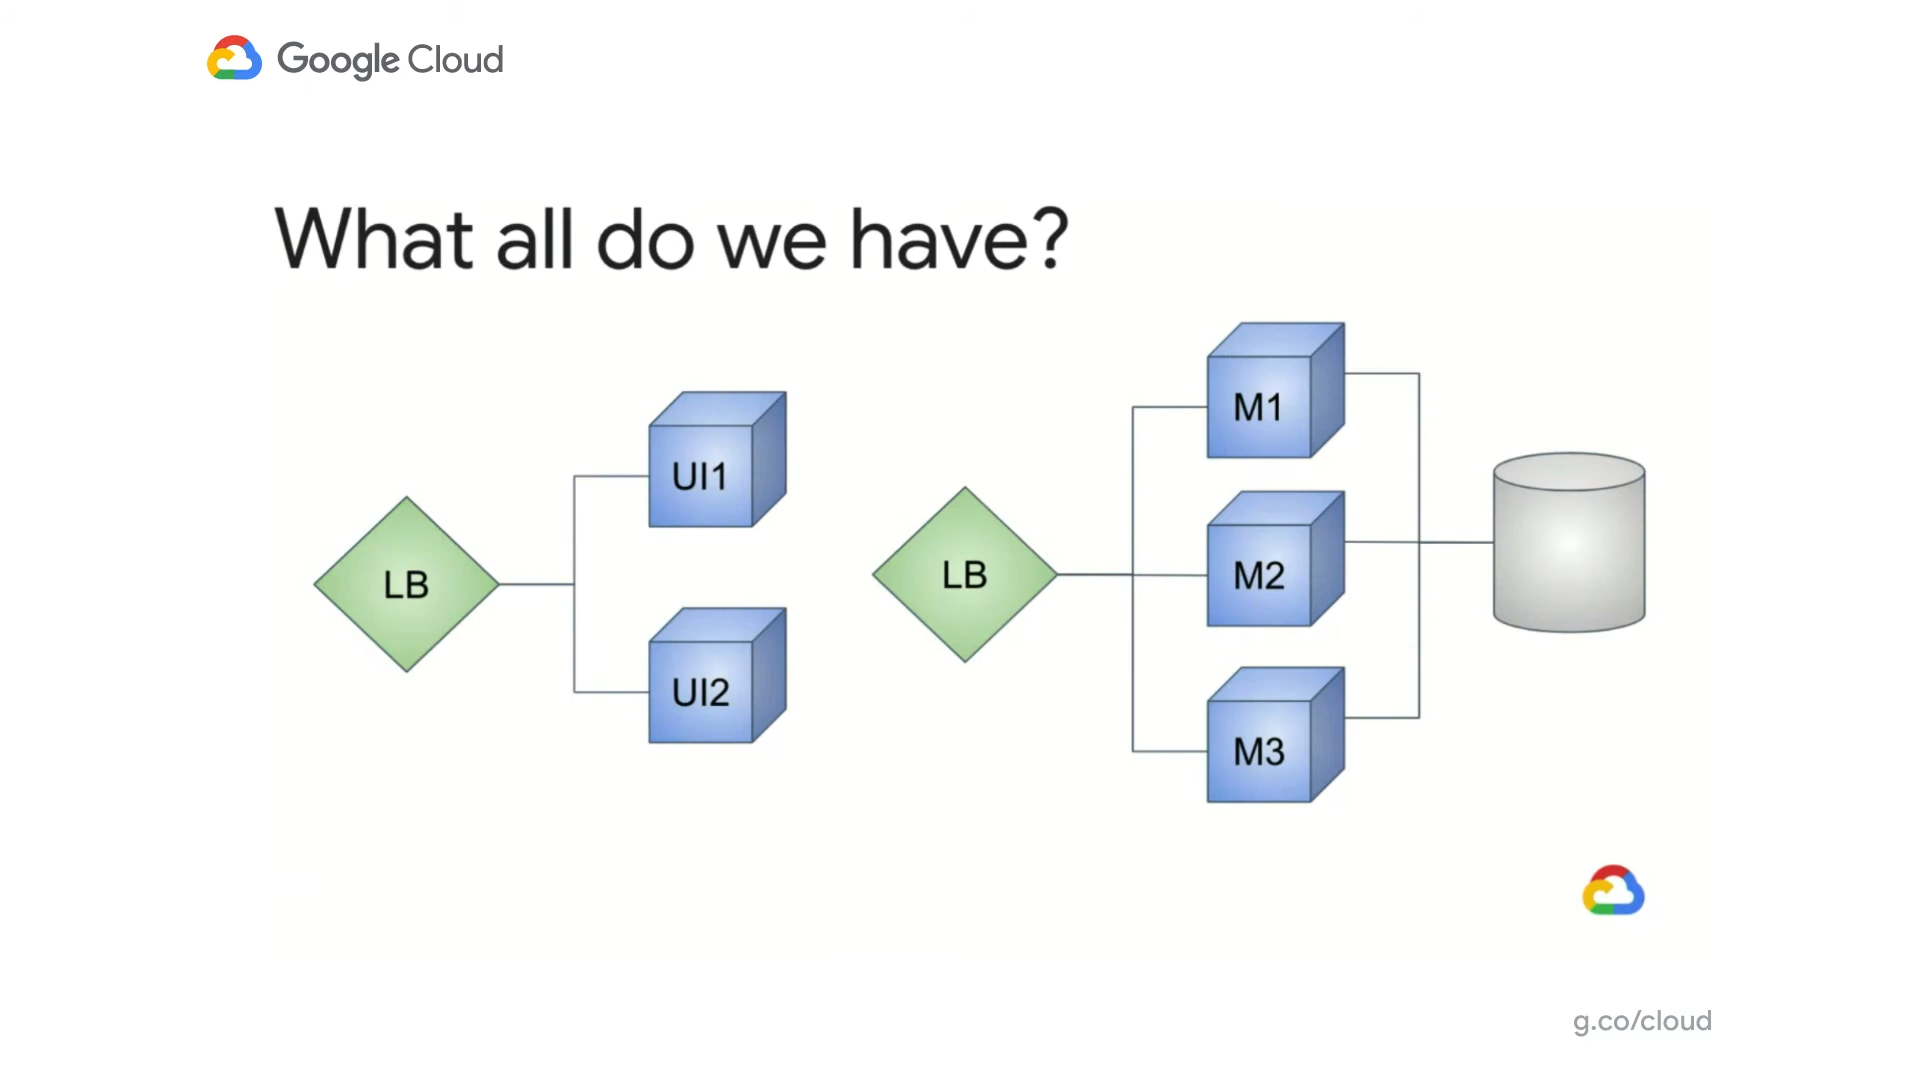 Google Cloud
What all do we have?
LB
UI1
UI2
LB
M1
M2
M3
g.co/cloud